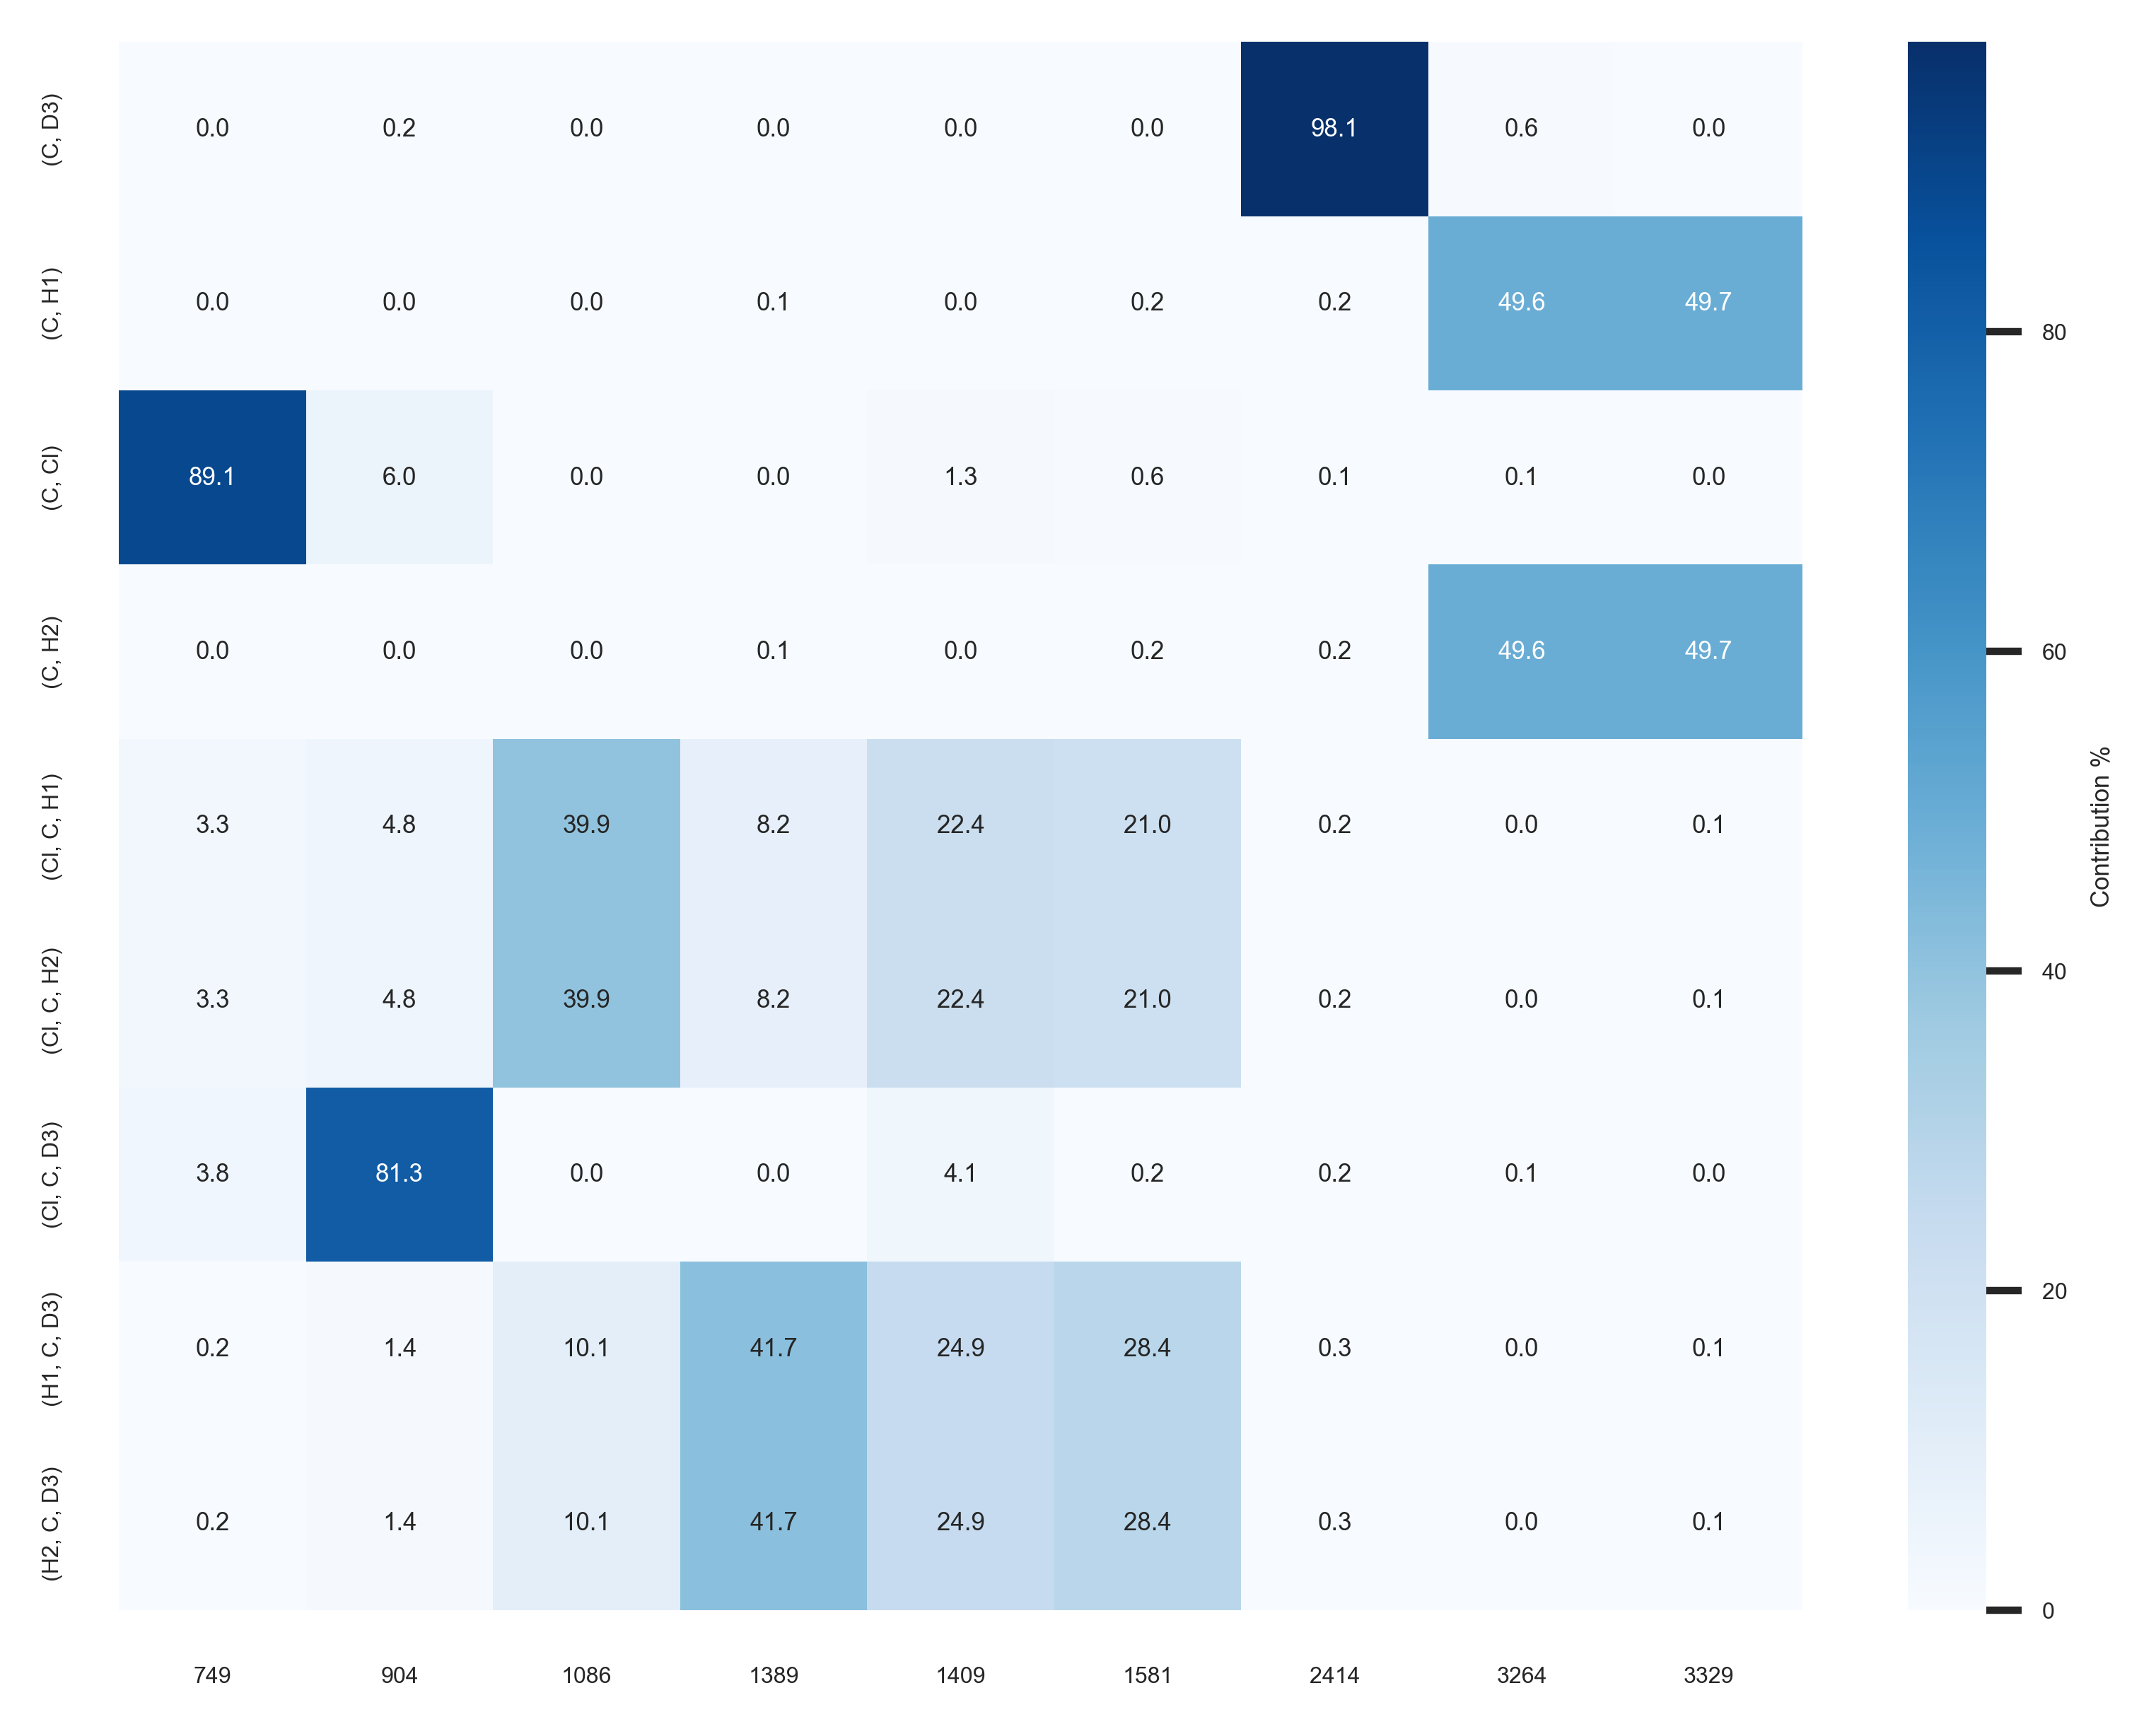 (C, D3) 0.0 0.2 0.0 0.0 0.0 0.0 98.1 0.6 0.0
(C, H1) 0.0 0.0 0.0 0.1 0.0 0.2 0.2 49.6 49.7
(C, Cl) 89.1 6.0 0.0 0.0 1.3 0.6 0.1 0.1 0.0
(C, H2) 0.0 0.0 0.0 0.1 0.0 0.2 0.2 49.6 49.7
(Cl, C, H1) 3.3 4.8 39.9 8.2 22.4 21.0 0.2 0.0 0.1
(Cl, C, H2) 3.3 4.8 39.9 8.2 22.4 21.0 0.2 0.0 0.1
(Cl, C, D3) 3.8 81.3 0.0 0.0 4.1 0.2 0.2 0.1 0.0
(H1, C, D3) 0.2 1.4 10.1 41.7 24.9 28.4 0.3 0.0 0.1
(H2, C, D3) 0.2 1.4 10.1 41.7 24.9 28.4 0.3 0.0 0.1
749 904 1086 1389 1409 1581 2414 3264 3329
80
60
40
20
0
Contribution %